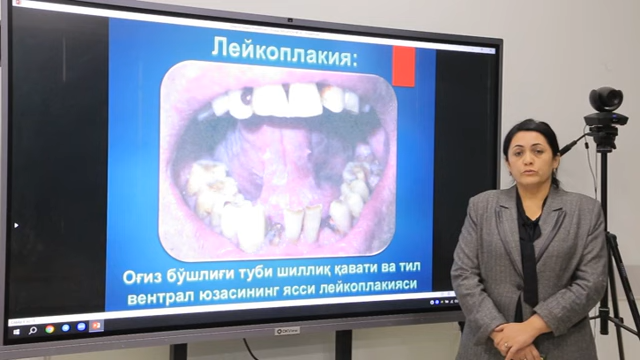 Лейкоплакия:
Оғиз бўшлиғи туби шиллиқ қавати ва тил
вентрал юзасининг ясси лейкоплакияси